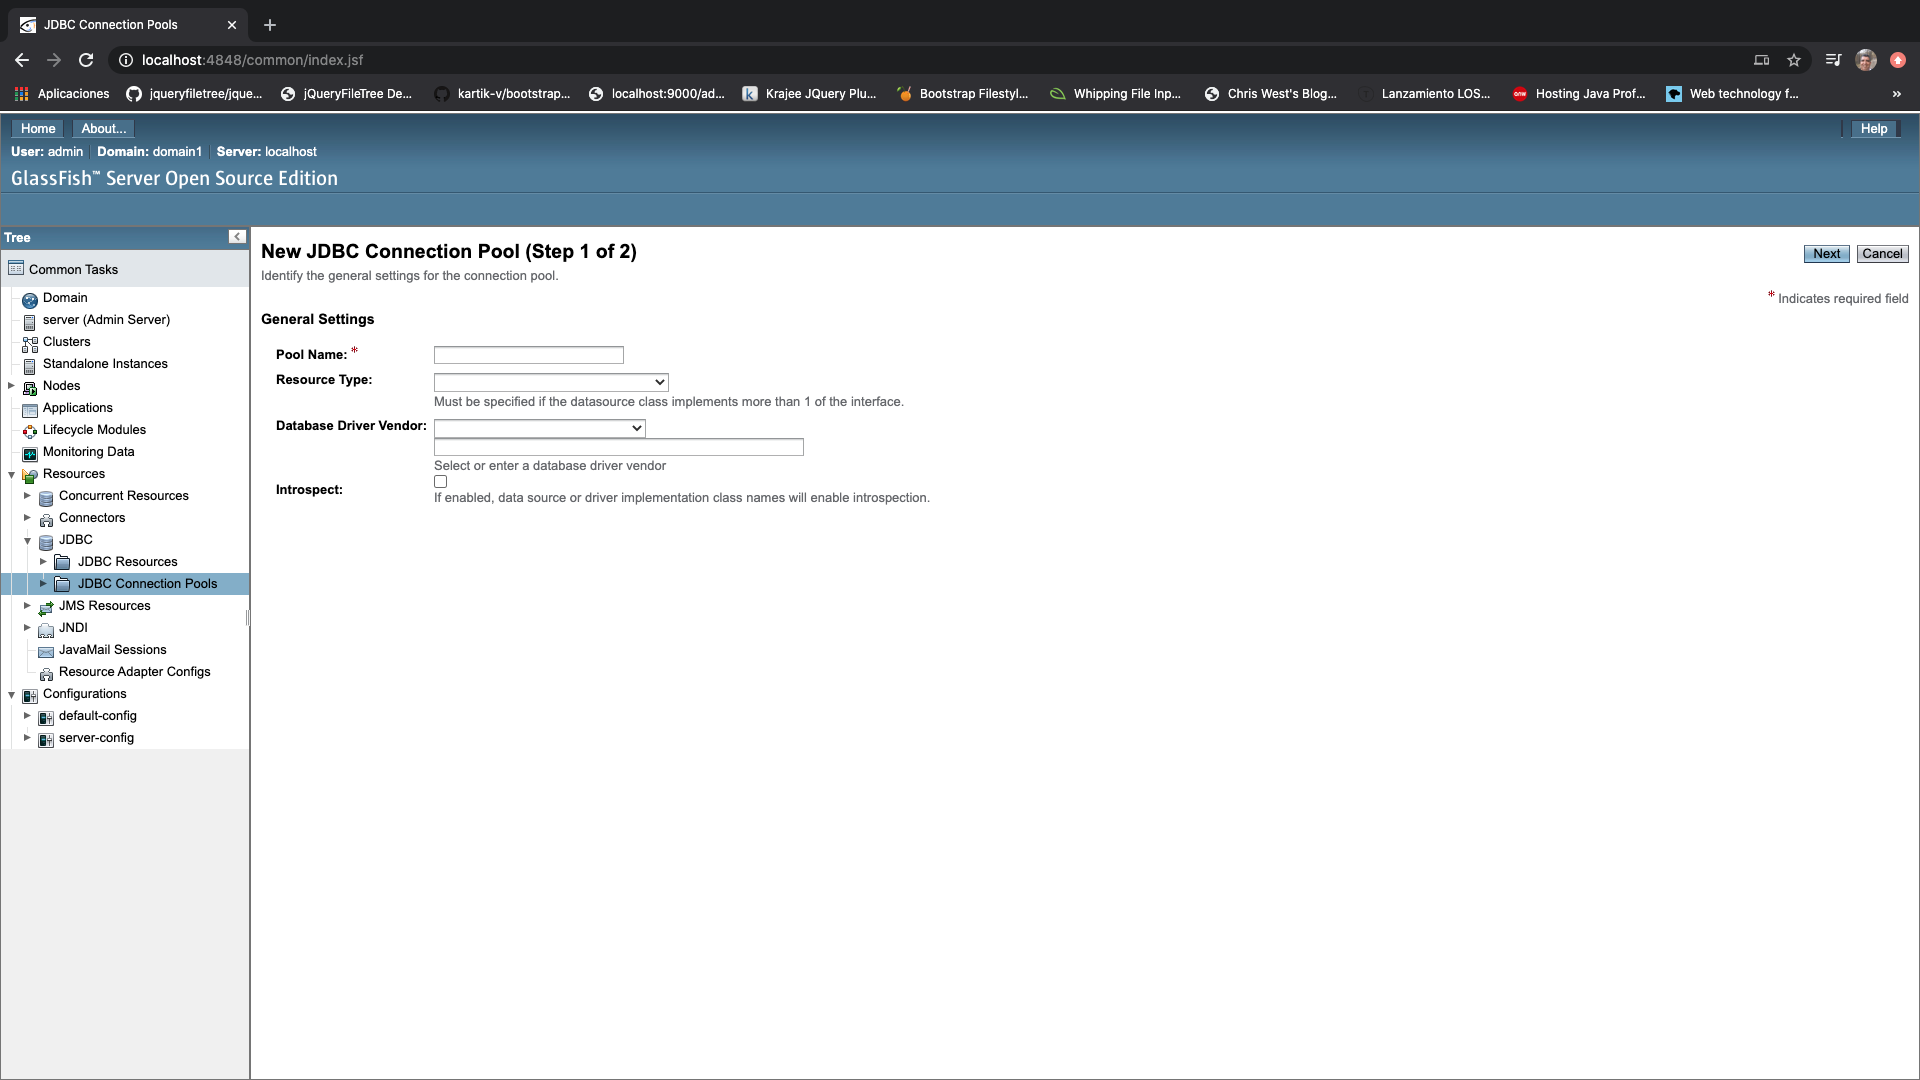 JDBC Connection Pools
localhost:4848/common/index.jsf
Aplicaciones
jqueryfiletree/jque...
jQueryFileTree De...
kartik-v/bootstrap...
localhost:9000/ad...
Krajee JQuery Plu...
Bootstrap Filestyl...
Whipping File Inp...
Chris West's Blog...
Lanzamiento LOS...
Hosting Java Prof...
Web technology f...
»
Home
About...
Help
User: admin
Domain: domain1
Server: localhost
GlassFish™ Server Open Source Edition
Tree
Common Tasks
Domain
server (Admin Server)
Clusters
Standalone Instances
Nodes
Applications
Lifecycle Modules
Monitoring Data
Resources
Concurrent Resources
Connectors
JDBC
JDBC Resources
JDBC Connection Pools
JMS Resources
JNDI
JavaMail Sessions
Resource Adapter Configs
Configurations
default-config
server-config
New JDBC Connection Pool (Step 1 of 2)
Next
Cancel
Identify the general settings for the connection pool.
* Indicates required field
General Settings
Pool Name: *
Resource Type:
Must be specified if the datasource class implements more than 1 of the interface.
Database Driver Vendor:
Select or enter a database driver vendor
Introspect:
If enabled, data source or driver implementation class names will enable introspection.